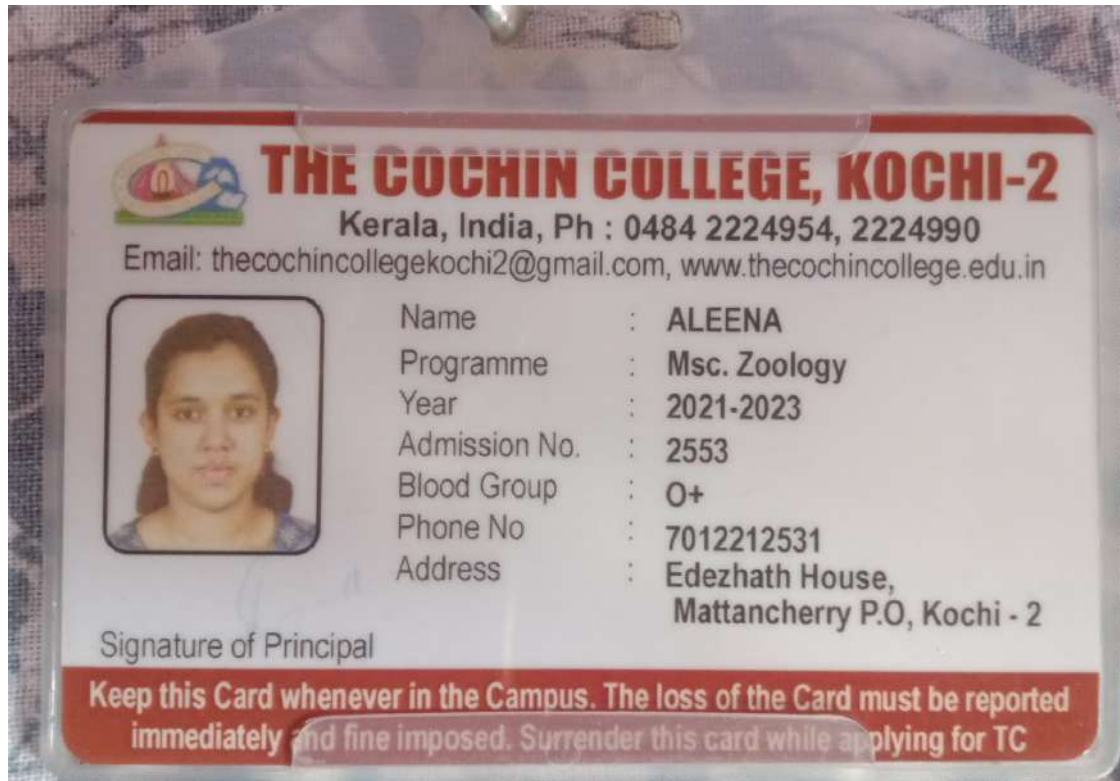 THE COCHIN COLLEGE, KOCHI-2
Kerala, India, Ph : 0484 2224954, 2224990
Email: thecochincollegekochi2@gmail.com, www.thecochincollege.edu.in
Name : ALEENA
Programme : Msc. Zoology
Year : 2021-2023
Admission No. : 2553
Blood Group : O+
Phone No : 7012212531
Address : Edezhath House,
Mattancherry P.O, Kochi - 2
Signature of Principal
Keep this Card whenever in the Campus. The loss of the Card must be reported
immediately and fine imposed. Surrender this card while applying for TC